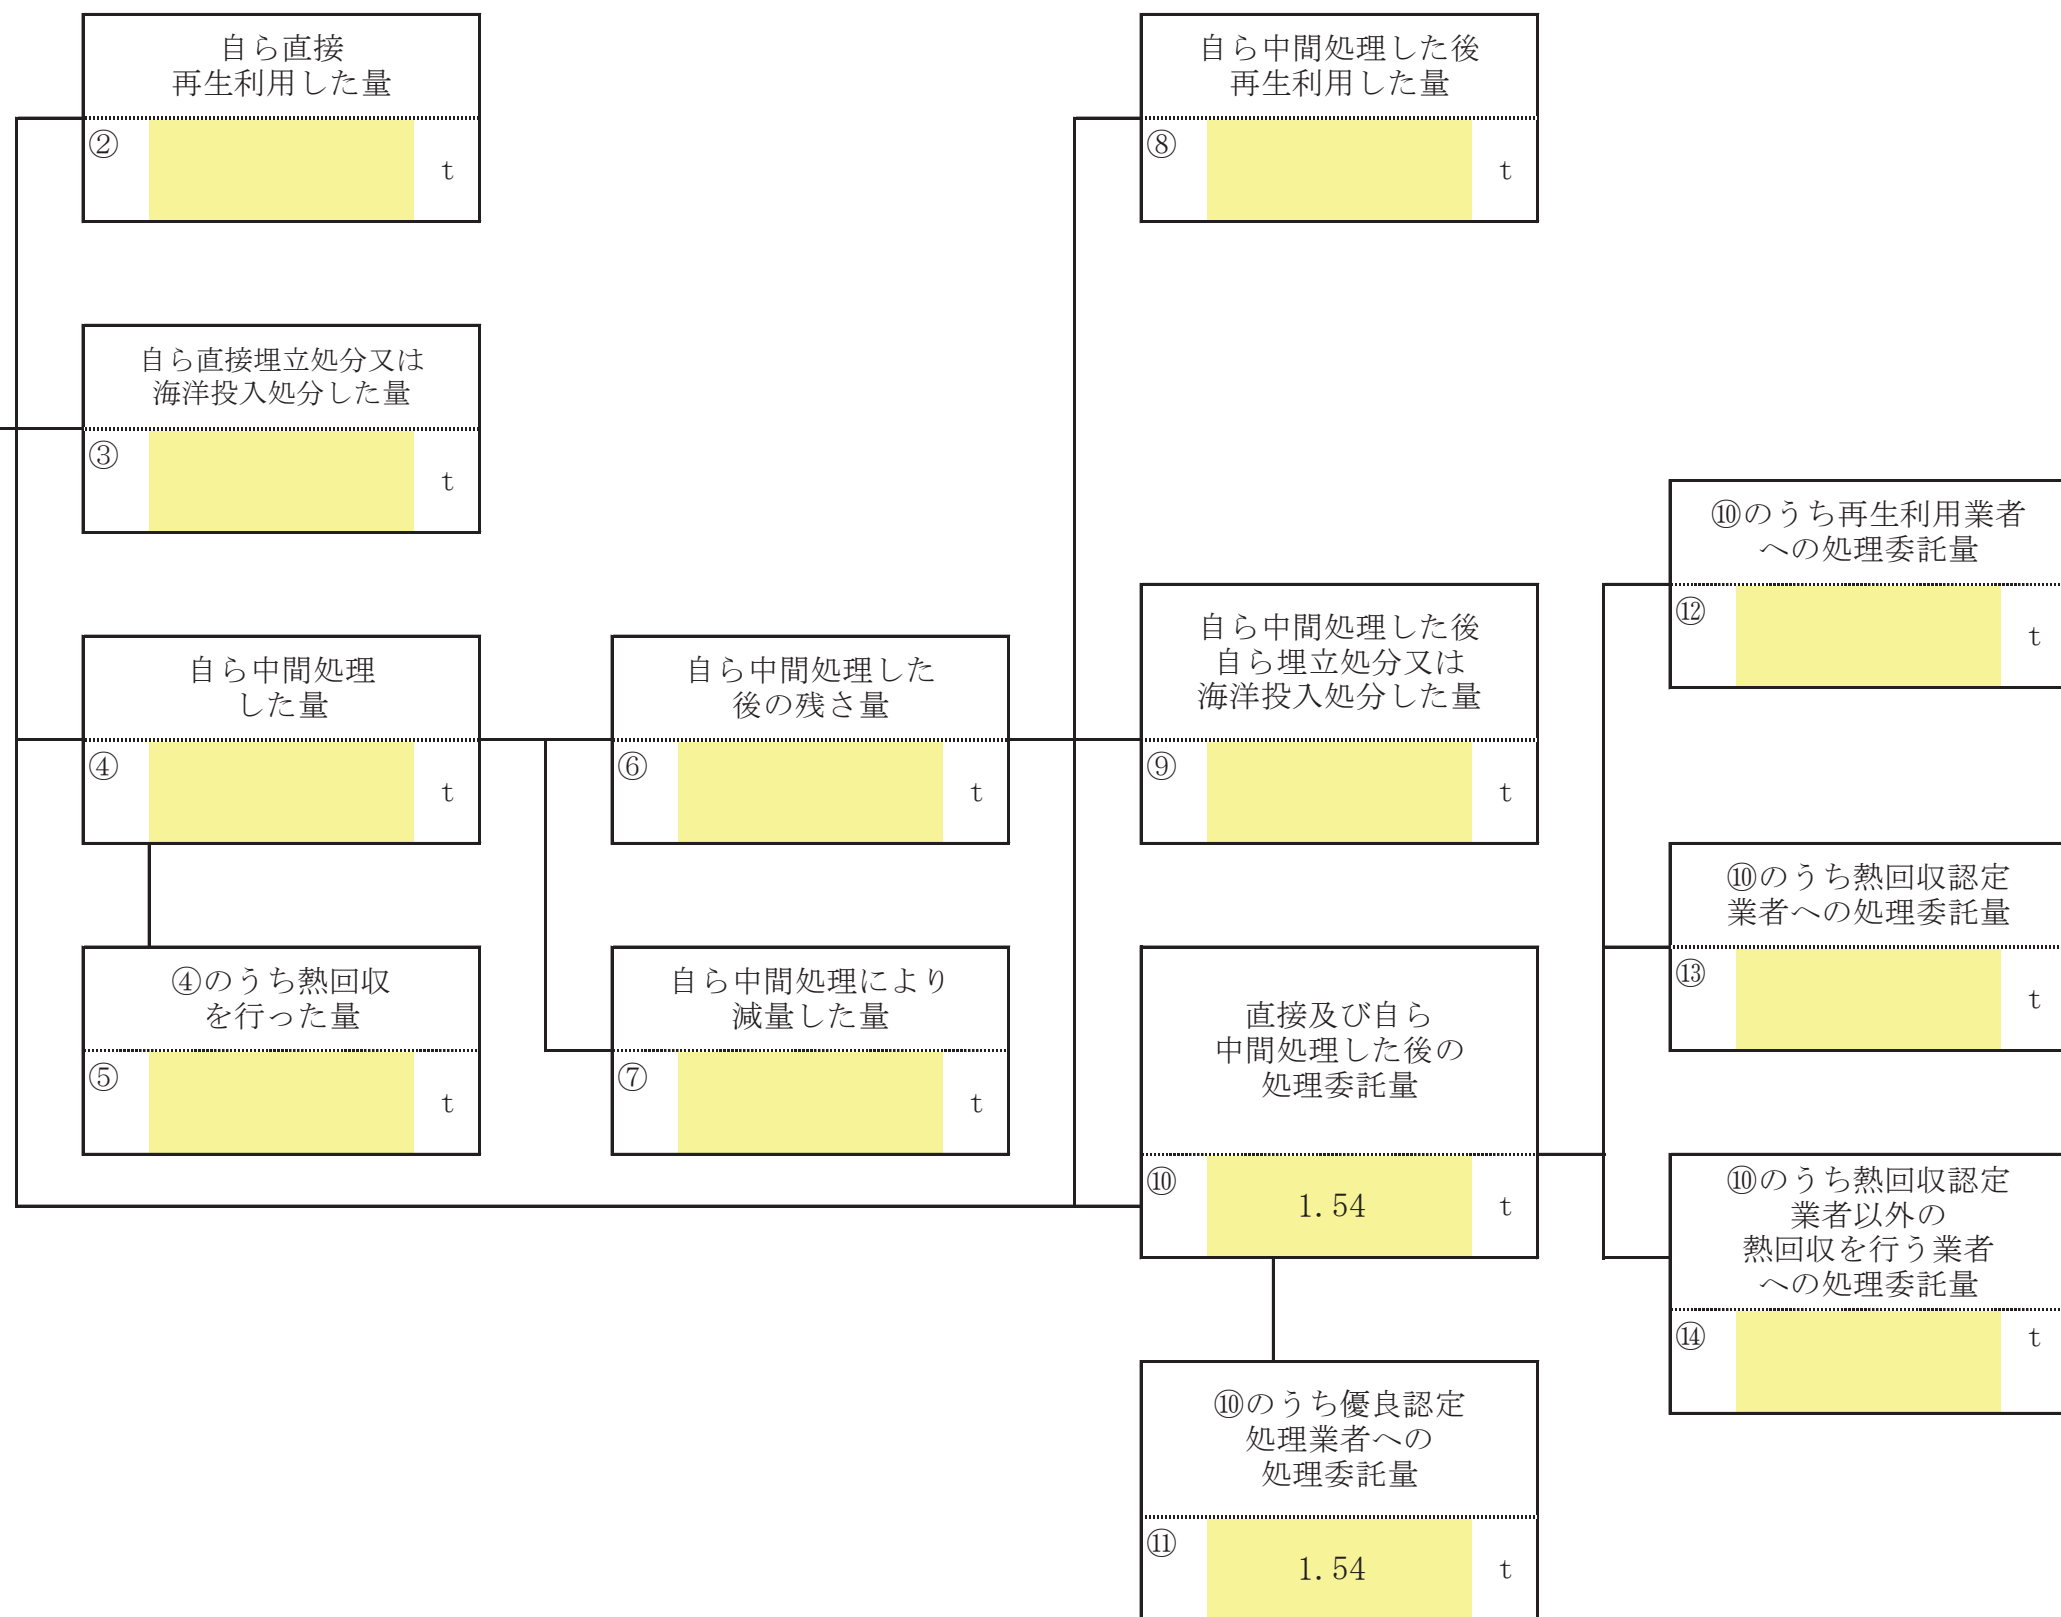 自ら直接
再生利用した量
②
t
自ら中間処理した後
再生利用した量
⑧
t
自ら直接埋立処分又は
海洋投入処分した量
③
t
⑩のうち再生利用業者
への処理委託量
⑫
t
自ら中間処理
した量
④
t
自ら中間処理した
後の残さ量
⑥
t
自ら中間処理した後
自ら埋立処分又は
海洋投入処分した量
⑨
t
⑩のうち熱回収認定
業者への処理委託量
⑬
t
④のうち熱回収
を行った量
⑤
t
自ら中間処理により
減量した量
⑦
t
直接及び自ら
中間処理した後の
処理委託量
⑩ 1.54 t
⑩のうち熱回収認定
業者以外の
熱回収を行う業者
への処理委託量
⑭
t
⑩のうち優良認定
処理業者への
処理委託量
⑪ 1.54 t